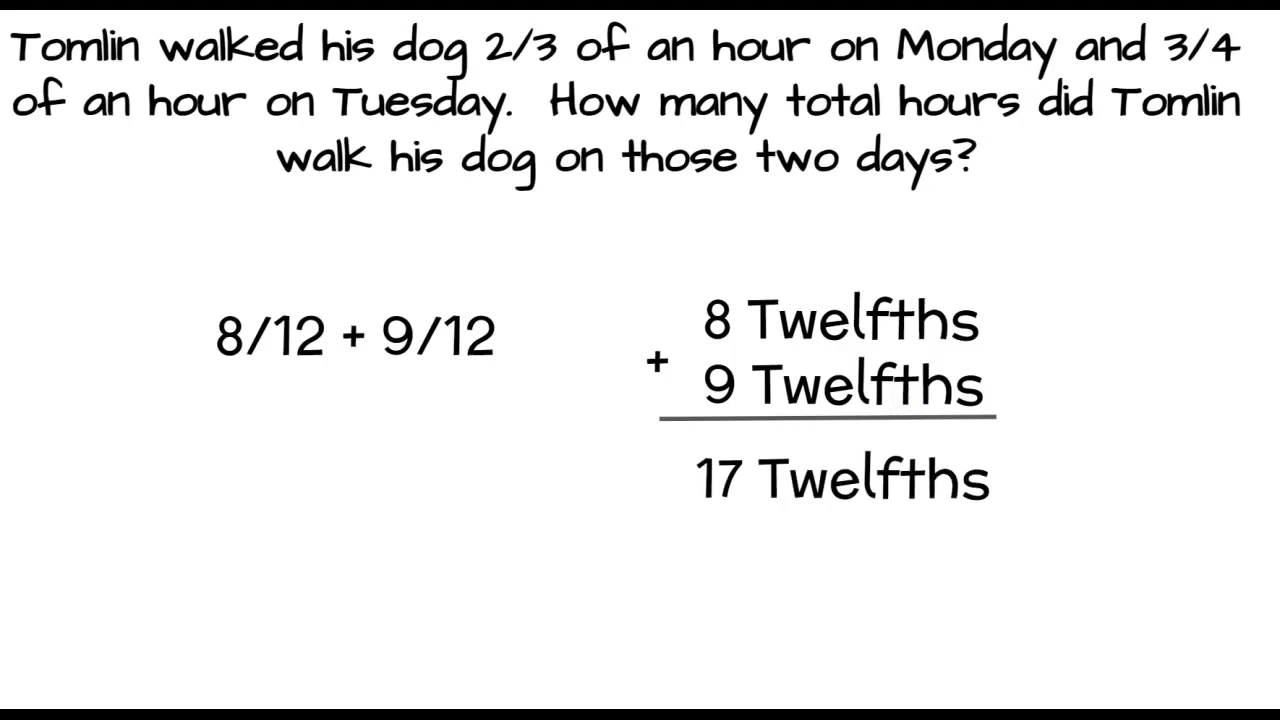 Tomlin walked his dog 2/3 of an hour on Monday and 3/4
of an hour on Tuesday. How many total hours did Tomlin
walk his dog on those two days?
8/12 + 9/12
8 Twelfths
+
9 Twelfths
17 Twelfths